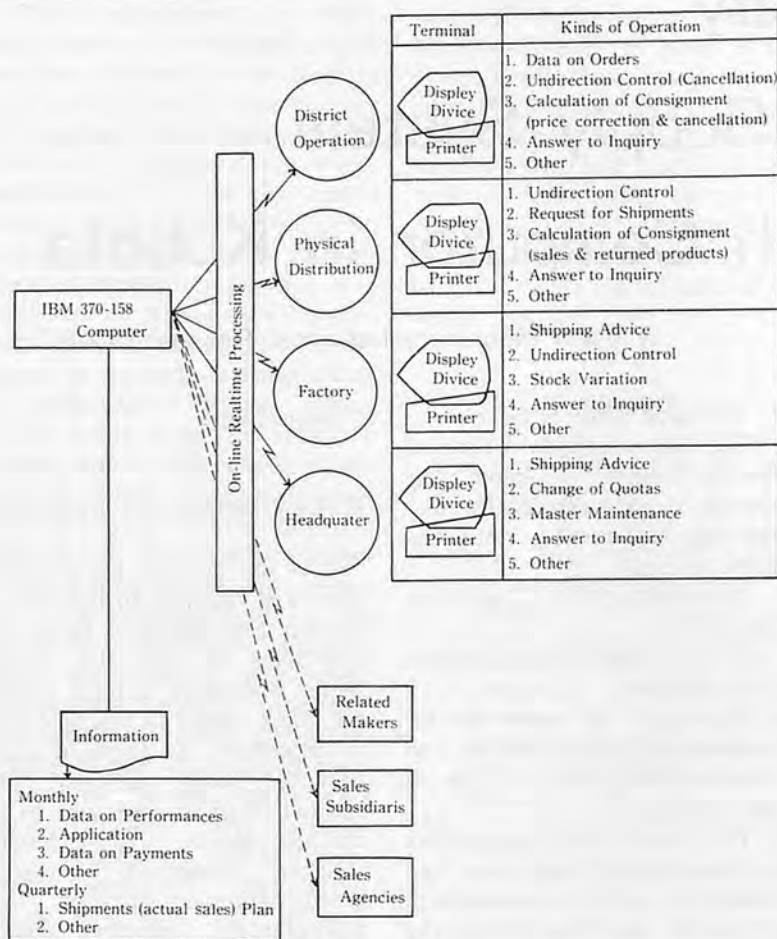 Terminal
Kinds of Operation
District
Operation
Displey
Divice
Printer
1. Data on Orders
2. Undirection Control (Cancellation)
3. Calculation of Consignment
(price correction & cancellation)
4. Answer to Inquiry
5. Other
Physical
Distribution
Displey
Divice
Printer
1. Undirection Control
2. Request for Shipments
3. Calculation of Consignment
(sales & returned products)
4. Answer to Inquiry
5. Other
IBM 370-158
Computer
On-line Realtime Processing
Factory
Displey
Divice
Printer
1. Shipping Advice
2. Undirection Control
3. Stock Variation
4. Answer to Inquiry
5. Other
Headquater
Displey
Divice
Printer
1. Shipping Advice
2. Change of Quotas
3. Master Maintenance
4. Answer to Inquiry
5. Other
Related
Makers
Sales
Subsidiaris
Sales
Agencies
Information
Monthly
1. Data on Performances
2. Application
3. Data on Payments
4. Other
Quarterly
1. Shipments (actual sales) Plan
2. Other